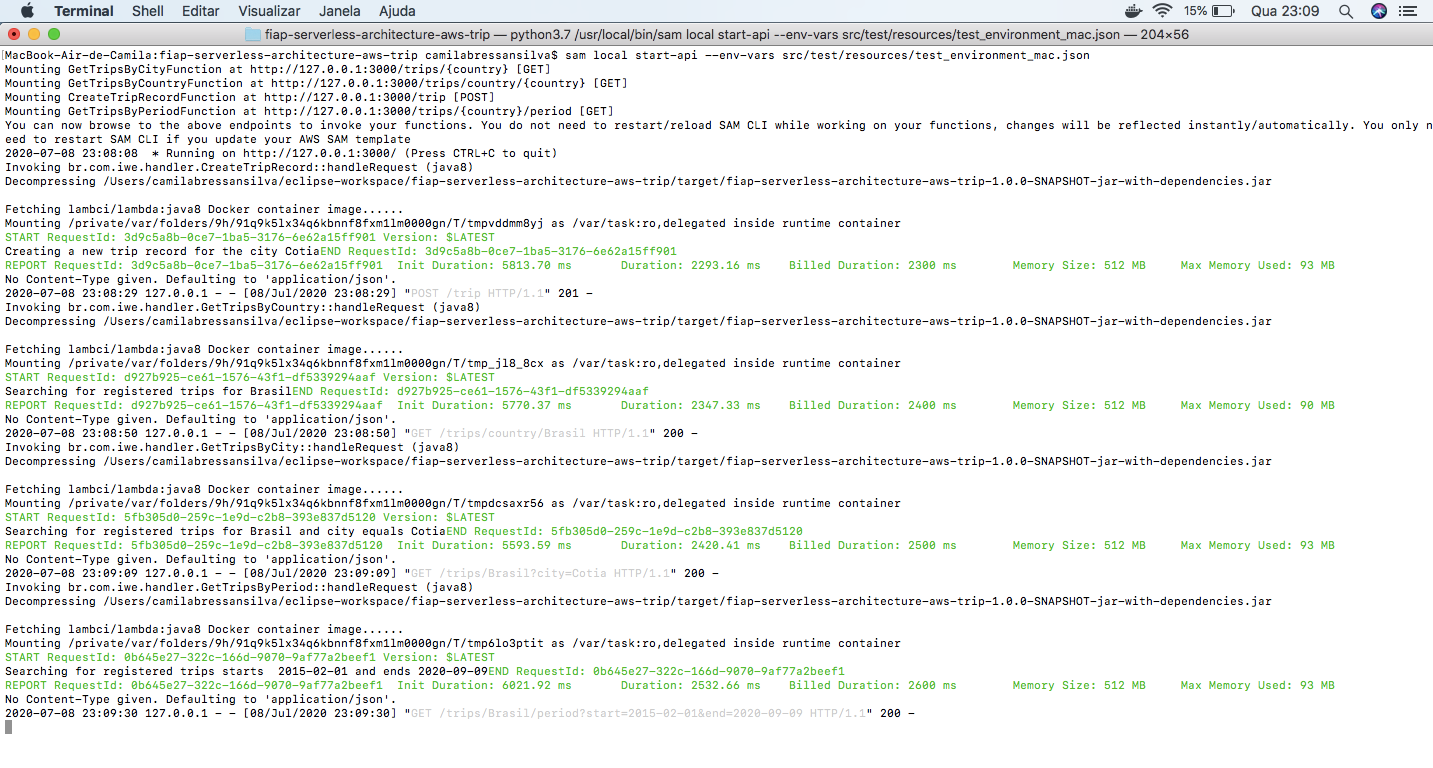 Terminal Shell Editar Visualizar Janela Ajuda 15% Qua 23:09
fiap-serverless-architecture-aws-trip — python3.7 /usr/local/bin/sam local start-api --env-vars src/test/resources/test_environment_mac.json — 204×56
[MacBook-Air-de-Camila:fiap-serverless-architecture-aws-trip camilabressansilva$ sam local start-api --env-vars src/test/resources/test_environment_mac.json
Mounting GetTripsByCityFunction at http://127.0.0.1:3000/trips/{country} [GET]
Mounting GetTripsByCountryFunction at http://127.0.0.1:3000/trips/country/{country} [GET]
Mounting CreateTripRecordFunction at http://127.0.0.1:3000/trip [POST]
Mounting GetTripsByPeriodFunction at http://127.0.0.1:3000/trips/{country}/period [GET]
You can now browse to the above endpoints to invoke your functions. You do not need to restart/reload SAM CLI while working on your functions, changes will be reflected instantly/automatically. You only n
eed to restart SAM CLI if you update your AWS SAM template
2020-07-08 23:08:08  * Running on http://127.0.0.1:3000/ (Press CTRL+C to quit)
Invoking br.com.iwe.handler.CreateTripRecord::handleRequest (java8)
Decompressing /Users/camilabressansilva/eclipse-workspace/fiap-serverless-architecture-aws-trip/target/fiap-serverless-architecture-aws-trip-1.0.0-SNAPSHOT-jar-with-dependencies.jar
Fetching lambci/lambda:java8 Docker container image......
Mounting /private/var/folders/9h/91q9k5lx34q6kbnnf8fxm1lm0000gn/T/tmpvddmm8yj as /var/task:ro,delegated inside runtime container
START RequestId: 3d9c5a8b-0ce7-1ba5-3176-6e62a15ff901 Version: $LATEST
Creating a new trip record for the city CotiaEND RequestId: 3d9c5a8b-0ce7-1ba5-3176-6e62a15ff901
REPORT RequestId: 3d9c5a8b-0ce7-1ba5-3176-6e62a15ff901 Init Duration: 5813.70 ms Duration: 2293.16 ms Billed Duration: 2300 ms Memory Size: 512 MB Max Memory Used: 93 MB
No Content-Type given. Defaulting to 'application/json'.
2020-07-08 23:08:29 127.0.0.1 - - [08/Jul/2020 23:08:29] "POST /trip HTTP/1.1" 201 -
Invoking br.com.iwe.handler.GetTripsByCountry::handleRequest (java8)
Decompressing /Users/camilabressansilva/eclipse-workspace/fiap-serverless-architecture-aws-trip/target/fiap-serverless-architecture-aws-trip-1.0.0-SNAPSHOT-jar-with-dependencies.jar
Fetching lambci/lambda:java8 Docker container image......
Mounting /private/var/folders/9h/91q9k5lx34q6kbnnf8fxm1lm0000gn/T/tmp_jl8_8cx as /var/task:ro,delegated inside runtime container
START RequestId: d927b925-ce61-1576-43f1-df5339294aaf Version: $LATEST
Searching for registered trips for BrasilEND RequestId: d927b925-ce61-1576-43f1-df5339294aaf
REPORT RequestId: d927b925-ce61-1576-43f1-df5339294aaf Init Duration: 5770.37 ms Duration: 2347.33 ms Billed Duration: 2400 ms Memory Size: 512 MB Max Memory Used: 90 MB
No Content-Type given. Defaulting to 'application/json'.
2020-07-08 23:08:50 127.0.0.1 - - [08/Jul/2020 23:08:50] "GET /trips/country/Brasil HTTP/1.1" 200 -
Invoking br.com.iwe.handler.GetTripsByCity::handleRequest (java8)
Decompressing /Users/camilabressansilva/eclipse-workspace/fiap-serverless-architecture-aws-trip/target/fiap-serverless-architecture-aws-trip-1.0.0-SNAPSHOT-jar-with-dependencies.jar
Fetching lambci/lambda:java8 Docker container image......
Mounting /private/var/folders/9h/91q9k5lx34q6kbnnf8fxm1lm0000gn/T/tmpdcsaxr56 as /var/task:ro,delegated inside runtime container
START RequestId: 5fb305d0-259c-1e9d-c2b8-393e837d5120 Version: $LATEST
Searching for registered trips for Brasil and city equals CotiaEND RequestId: 5fb305d0-259c-1e9d-c2b8-393e837d5120
REPORT RequestId: 5fb305d0-259c-1e9d-c2b8-393e837d5120 Init Duration: 5593.59 ms Duration: 2420.41 ms Billed Duration: 2500 ms Memory Size: 512 MB Max Memory Used: 93 MB
No Content-Type given. Defaulting to 'application/json'.
2020-07-08 23:09:09 127.0.0.1 - - [08/Jul/2020 23:09:09] "GET /trips/Brasil?city=Cotia HTTP/1.1" 200 -
Invoking br.com.iwe.handler.GetTripsByPeriod::handleRequest (java8)
Decompressing /Users/camilabressansilva/eclipse-workspace/fiap-serverless-architecture-aws-trip/target/fiap-serverless-architecture-aws-trip-1.0.0-SNAPSHOT-jar-with-dependencies.jar
Fetching lambci/lambda:java8 Docker container image......
Mounting /private/var/folders/9h/91q9k5lx34q6kbnnf8fxm1lm0000gn/T/tmp6lo3ptit as /var/task:ro,delegated inside runtime container
START RequestId: 0b645e27-322c-166d-9070-9af77a2beef1 Version: $LATEST
Searching for registered trips starts  2015-02-01 and ends 2020-09-09END RequestId: 0b645e27-322c-166d-9070-9af77a2beef1
REPORT RequestId: 0b645e27-322c-166d-9070-9af77a2beef1 Init Duration: 6021.92 ms Duration: 2532.66 ms Billed Duration: 2600 ms Memory Size: 512 MB Max Memory Used: 93 MB
No Content-Type given. Defaulting to 'application/json'.
2020-07-08 23:09:30 127.0.0.1 - - [08/Jul/2020 23:09:30] "GET /trips/Brasil/period?start=2015-02-01&end=2020-09-09 HTTP/1.1" 200 -